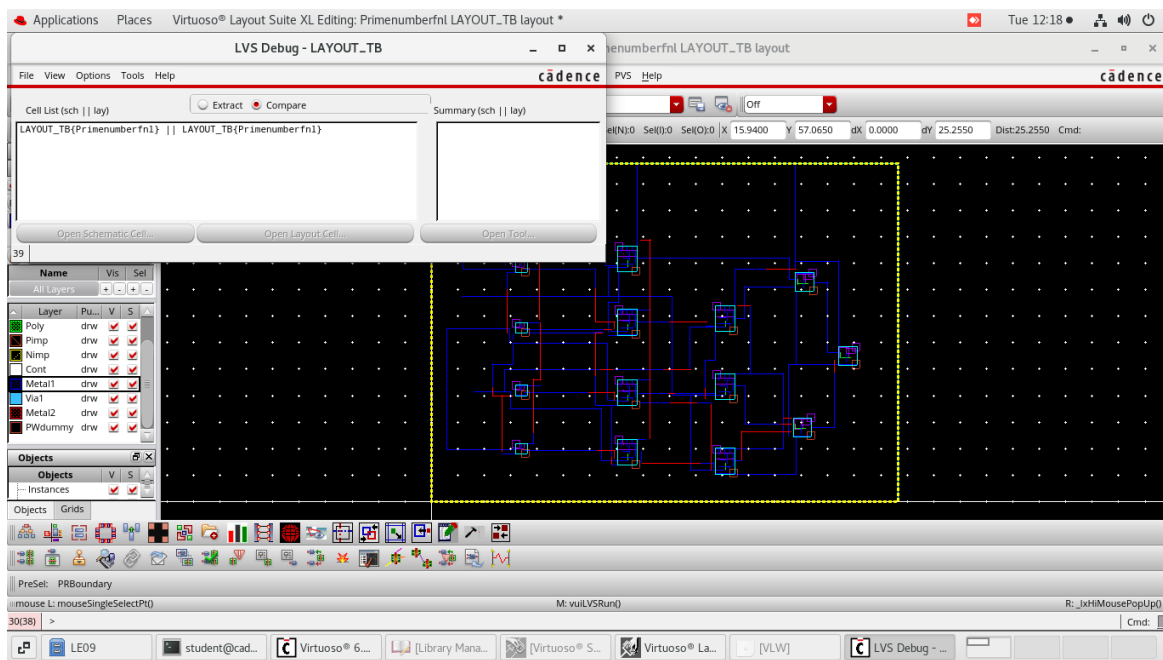 Applications Places Virtuoso® Layout Suite XL Editing: Primenumberfnl LAYOUT_TB layout * Tue 12:18
LVS Debug - LAYOUT_TB
enumberfnl LAYOUT_TB layout
File View Options Tools Help
cādence
PVS Help
cādence
Cell List (sch || lay)
Extract Compare
Summary (sch || lay)
Off
LAYOUT_TB{Primenumberfnl} || LAYOUT_TB{Primenumberfnl}
el(N):0 Sel(I):0 Sel(O):0 X 15.9400 Y 57.0650 dX 0.0000 dY 25.2550 Dist:25.2550 Cmd:
Open Schematic Cell... Open Layout Cell... Open Tool...
39
Name Vis Sel
All Layers + - + -
Layer Pu... V S
Poly drw
Pimp drw
Nimp drw
Cont drw
Metal1 drw
Via1 drw
Metal2 drw
PWdummy drw
Objects
Objects V S
Instances
Objects Grids
PreSel: PRBoundary
mouse L: mouseSingleSelectPt() M: vuiLVSRun() R: _lxHiMousePopUp()
30(38) > Cmd:
LE09 student@cad... Virtuoso® 6.... [Library Mana... [Virtuoso® S... Virtuoso® La... [VLW] LVS Debug - ...